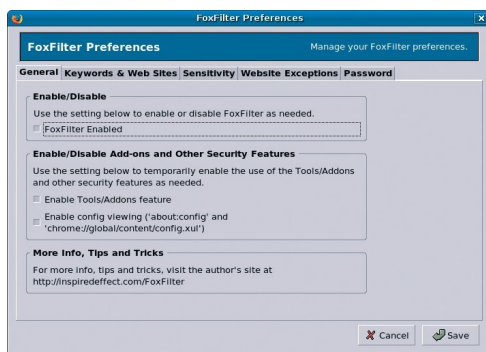 FoxFilter Preferences
FoxFilter Preferences
Manage your FoxFilter preferences.
General Keywords & Web Sites Sensitivity Website Exceptions Password
Enable/Disable
Use the setting below to enable or disable FoxFilter as needed.
FoxFilter Enabled
Enable/Disable Add-ons and Other Security Features
Use the setting below to temporarily enable the use of the Tools/Addons
and other security features as needed.
Enable Tools/Addons feature
Enable config viewing ('about:config' and
'chrome://global/content/config.xul')
More Info, Tips and Tricks
For more info, tips and tricks, visit the author's site at
http://inspiredeffect.com/FoxFilter
Cancel Save